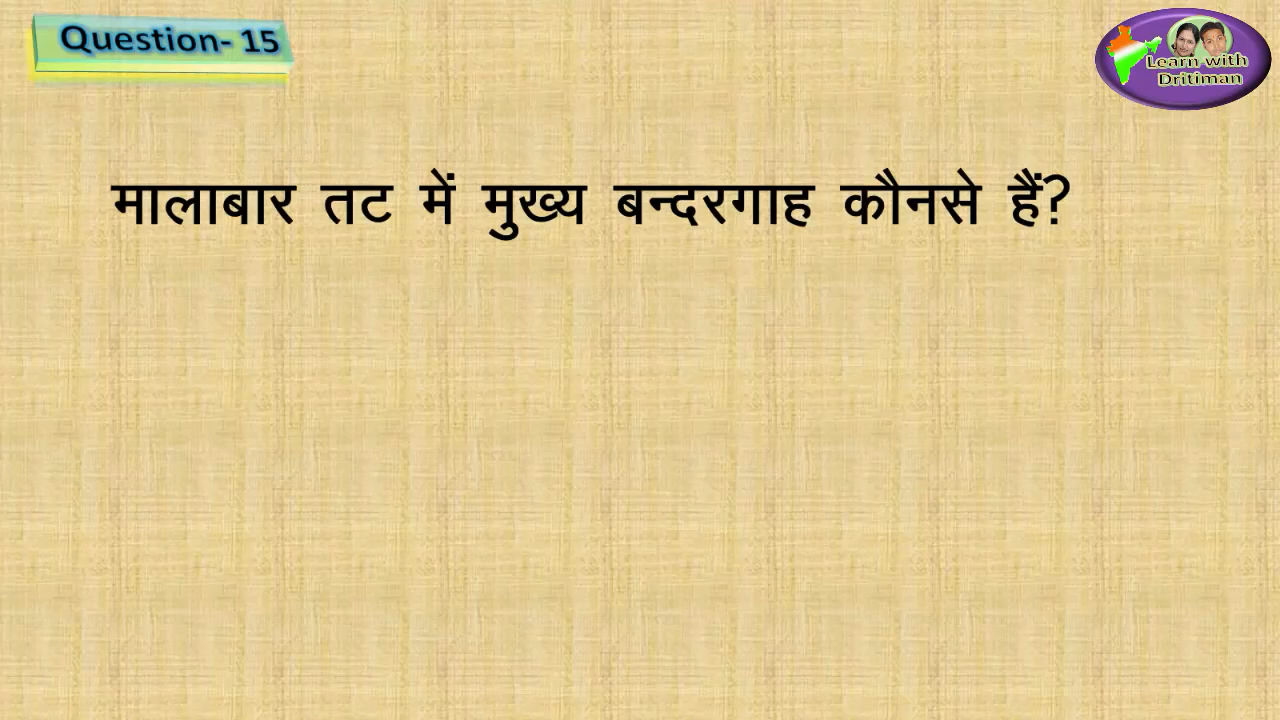 Question- 15
Learn with
Dritiman
मालाबार तट में मुख्य बन्दरगाह कौनसे हैं?